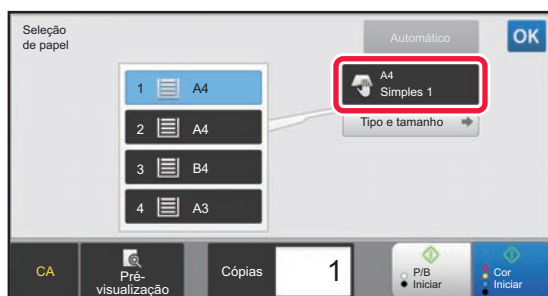 Seleção
de papel
Automático
OK
A4
Simples 1
Tipo e tamanho
1 A4
2 A4
3 B4
4 A3
CA
Pré-
visualização
Cópias
1
P/B
Iniciar
Cor
Iniciar